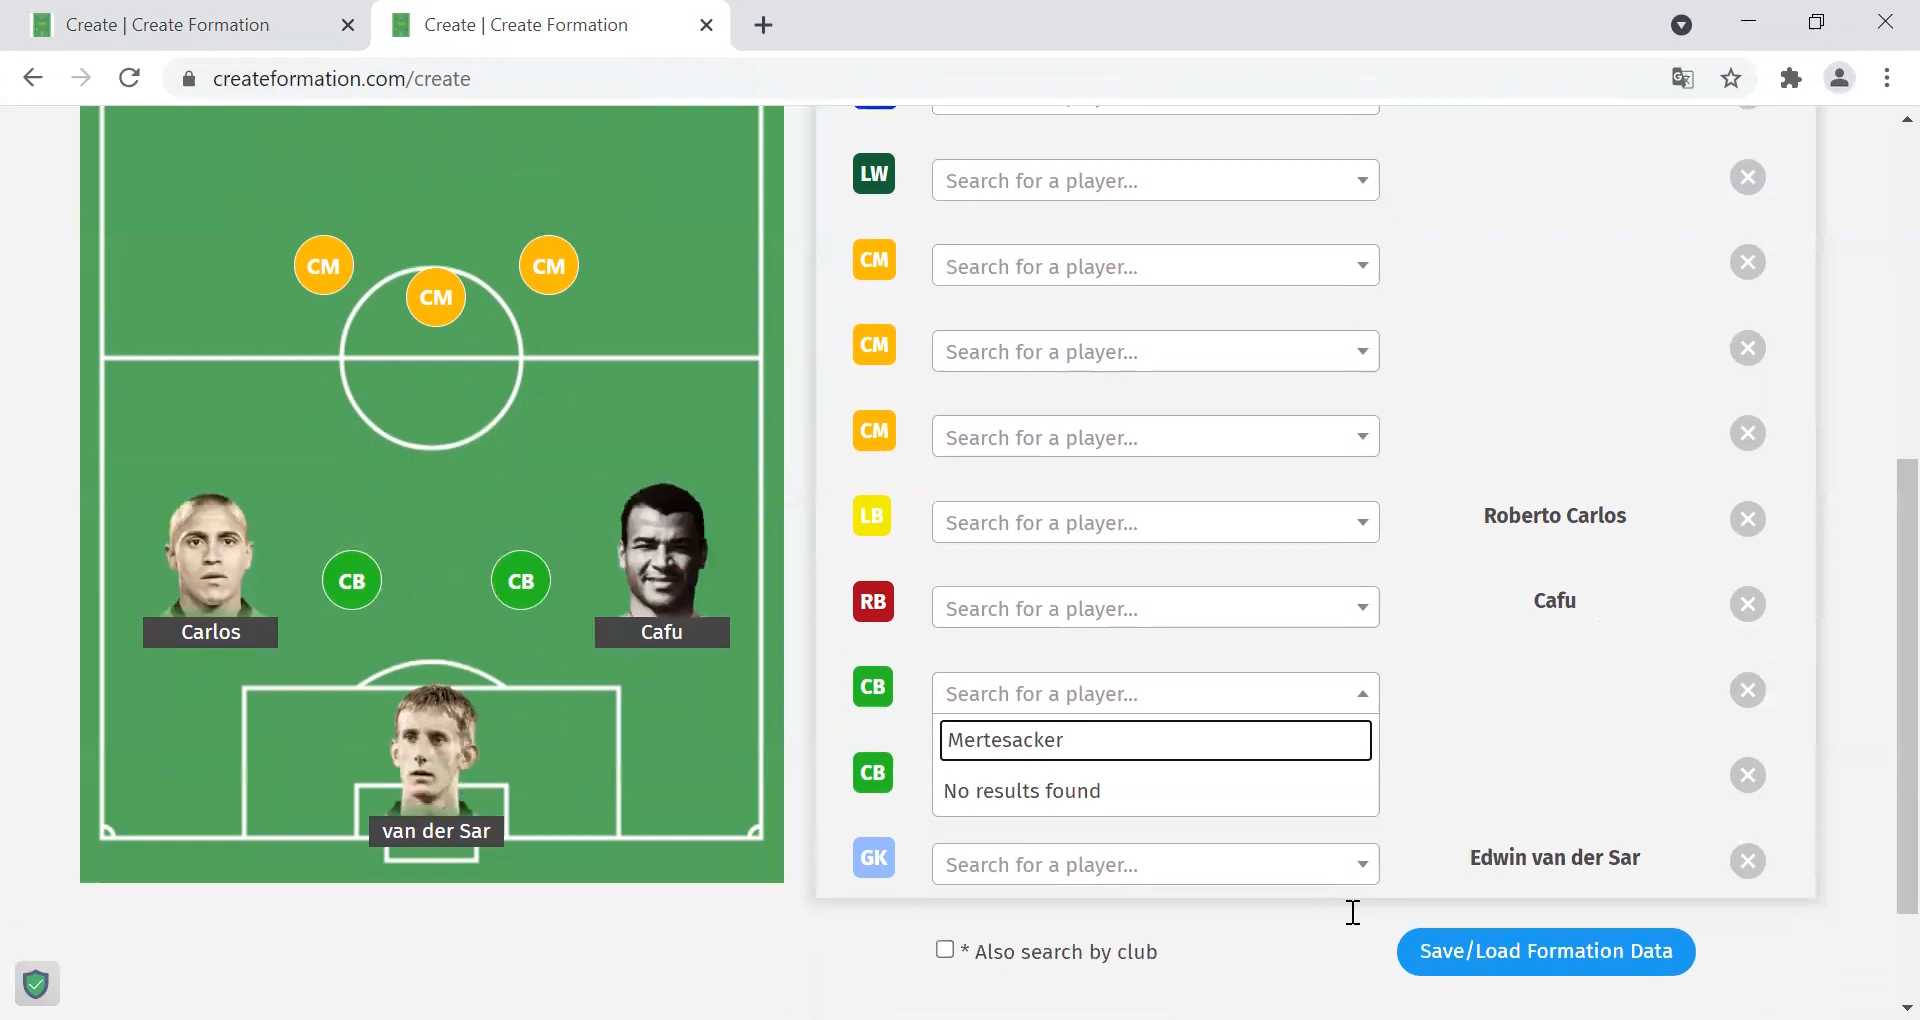 Create | Create Formation
Create | Create Formation
createformation.com/create
LW Search for a player...
CM Search for a player...
CM Search for a player...
CM Search for a player...
LB Search for a player... Roberto Carlos
RB Search for a player... Cafu
CB Search for a player...
Mertesacker
CB
No results found
GK Search for a player... Edwin van der Sar
* Also search by club
Save/Load Formation Data
CM
CM
CM
CB
CB
Carlos
Cafu
van der Sar